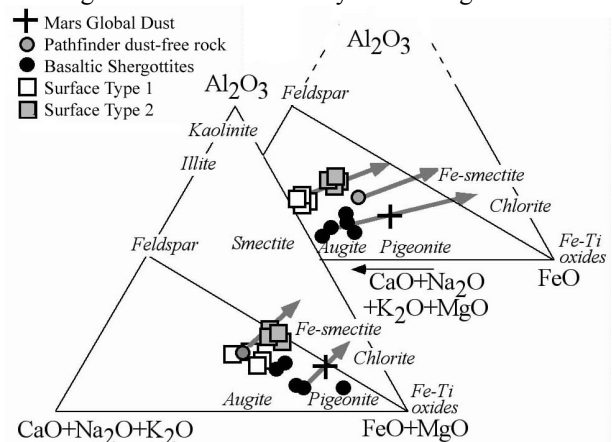 Mars Global Dust
Pathfinder dust-free rock
Basaltic Shergottites
Surface Type 1
Surface Type 2
Al2O3
Al2O3
Feldspar
Kaolinite
Illite
Fe-smectite
Chlorite
Feldspar
Smectite
Augite Pigeonite
Fe-Ti
oxides
FeO
CaO+Na2O
+K2O+MgO
Fe-smectite
Chlorite
Augite
Pigeonite
Fe-Ti
oxides
CaO+Na2O+K2O
FeO+MgO